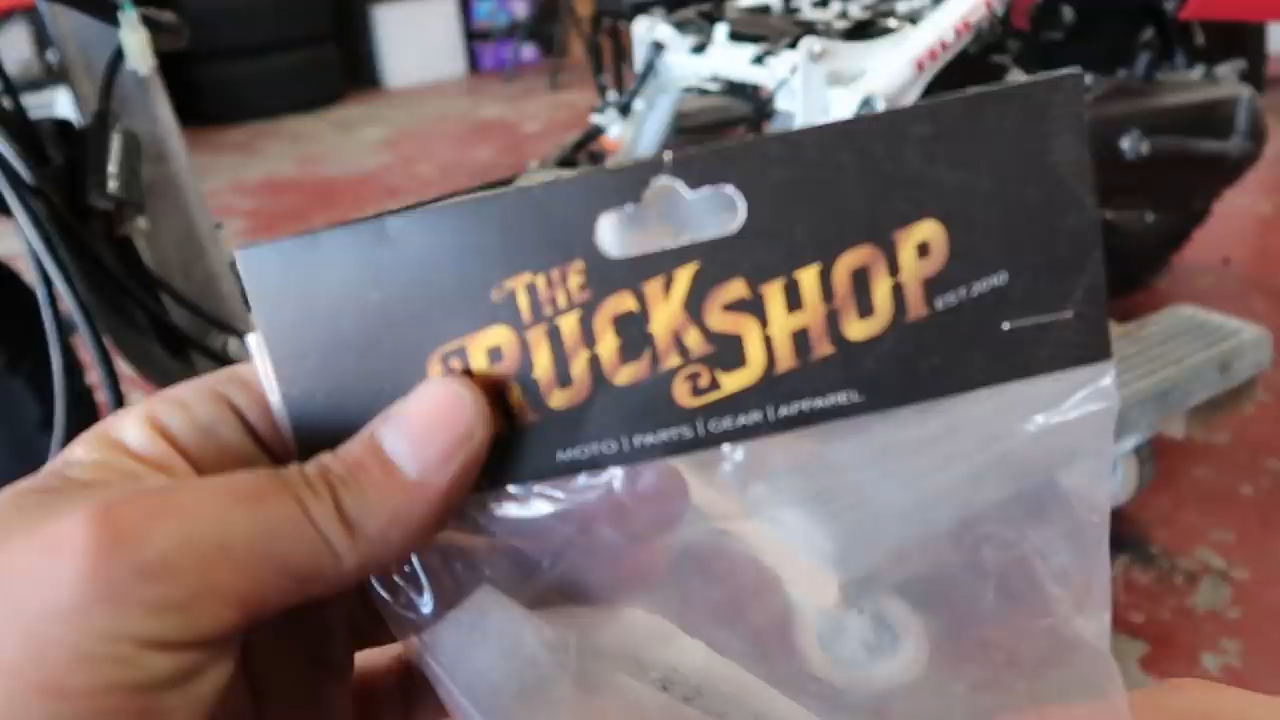 THE
RUCKSHOP
EST.2010
MOTO | PARTS | GEAR | APPAREL